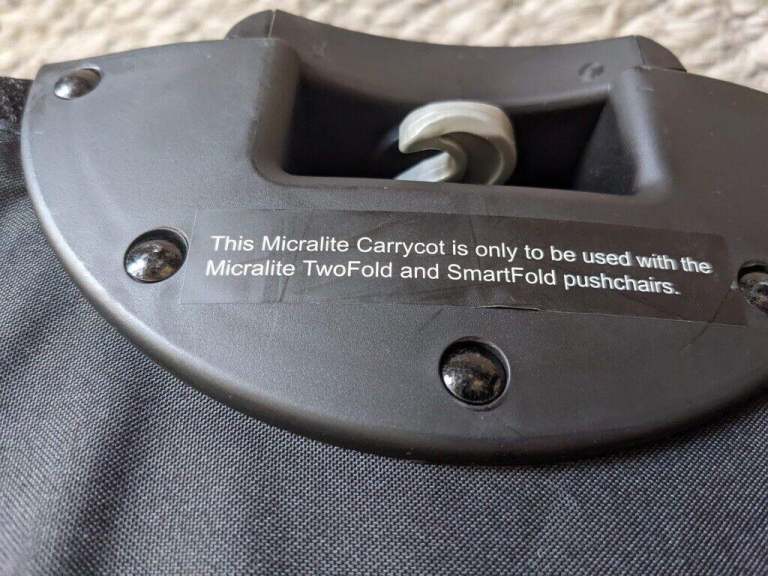 This Micralite Carrycot is only to be used with the
Micralite TwoFold and SmartFold pushchairs.